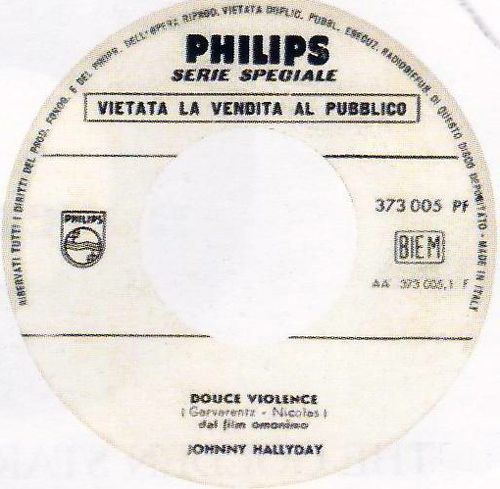 RISERVATI TUTTI I DIRITTI DEL PROD. FONOG. E DEL PROPR. DELL'OPERA RIPROD. VIETATA DUPLIC. PUBBL. ESECUZ. RADIODIFFUS. DI QUESTO DISCO DEPOSITATO - MADE IN ITALY
PHILIPS
SERIE SPECIALE
VIETATA LA VENDITA AL PUBBLICO
373 005 PF
PHILIPS
BIEM
AA 373 005.1 F
DOUCE VIOLENCE
(Garvarentz - Nicolas)
dal film omonimo
JOHNNY HALLYDAY